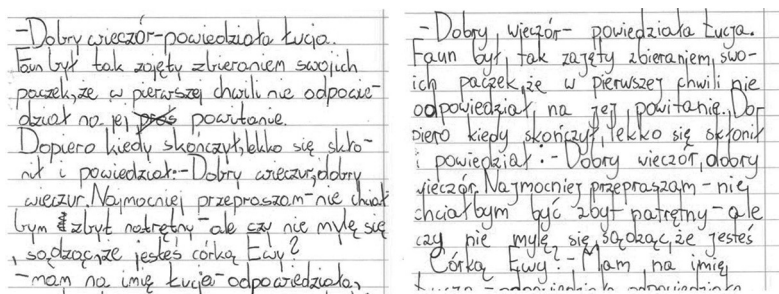 -Dobry wieczór-powiedziała Łucja.
Faun był tak zajęty zbieraniem swoich
paczek, że w pierwszej chwili nie odpowie-
dział na jej powitanie.
Dopiero kiedy skończył, lekko się skło-
nił i powiedział:-Dobry wieczur, dobry
wieczur. Najmocniej przepraszam-nie chciał
bym zbyt natrętny-ale czy nie mylę się
, sądząc, że jesteś córką Ewy?
-mam na imię Łucja-odpowiedziała,
-Dobry wieczór- powiedziała Łucja.
Faun był, tak zajęty zbieraniem, swo-
ich paczek, że w pierwszej chwili nie
odpowiedział na jej powitanie. Do-
piero kiedy skończył, lekko się skłonił
i powiedział:-Dobry wieczór, dobry
wieczór. Najmocniej przepraszam-nie
chciałbym być zbyt natrętny-ale
czy nie mylę się, sądząc, że jesteś
Córką Ewy?-Mam na imię